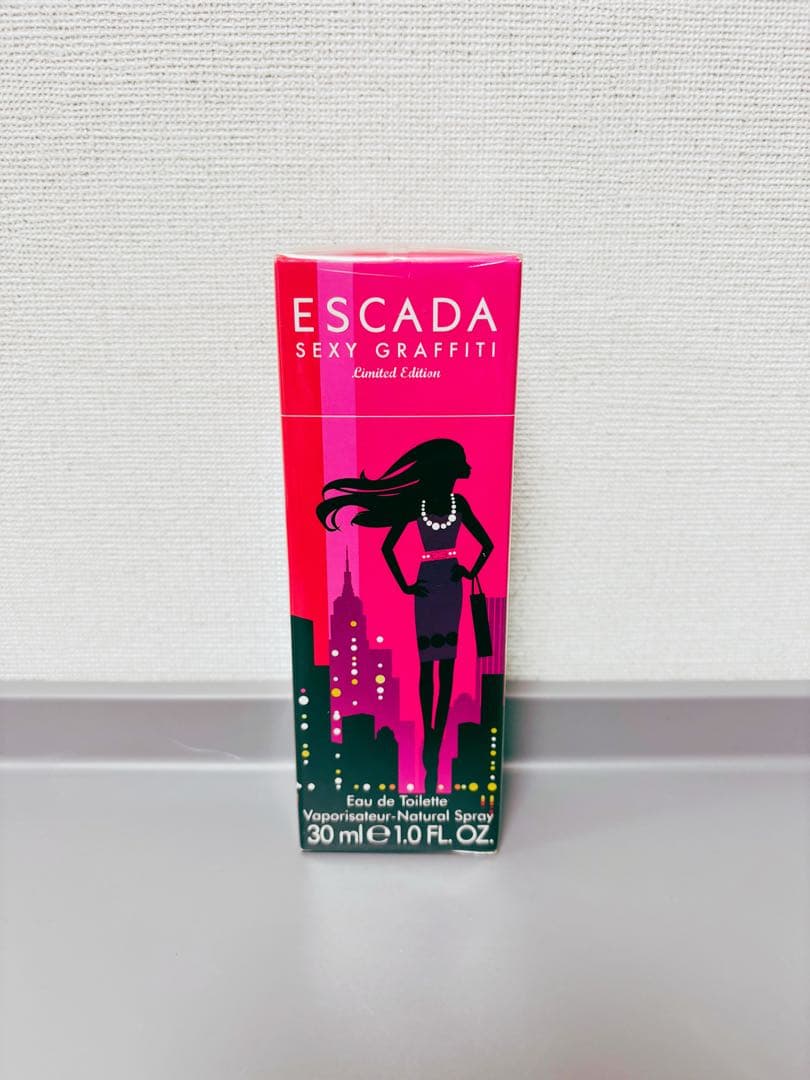 ESCADA
SEXY GRAFFITI
Limited Edition
Eau de Toilette
Vaporisateur-Natural Spray
30 ml ℮ 1.0 FL. OZ.